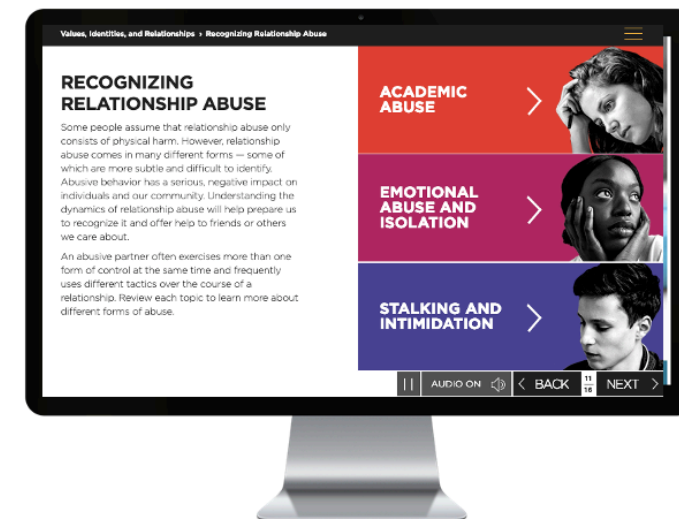 Values, Identities, and Relationships › Recognizing Relationship Abuse
RECOGNIZING
RELATIONSHIP ABUSE
Some people assume that relationship abuse only
consists of physical harm. However, relationship
abuse comes in many different forms — some of
which are more subtle and difficult to identify.
Abusive behavior has a serious, negative impact on
individuals and our community. Understanding the
dynamics of relationship abuse will help prepare us
to recognize it and offer help to friends or others
we care about.
An abusive partner often exercises more than one
form of control at the same time and frequently
uses different tactics over the course of a
relationship. Review each topic to learn more about
different forms of abuse.
ACADEMIC
ABUSE
EMOTIONAL
ABUSE AND
ISOLATION
STALKING AND
INTIMIDATION
AUDIO ON
BACK
11
16
NEXT